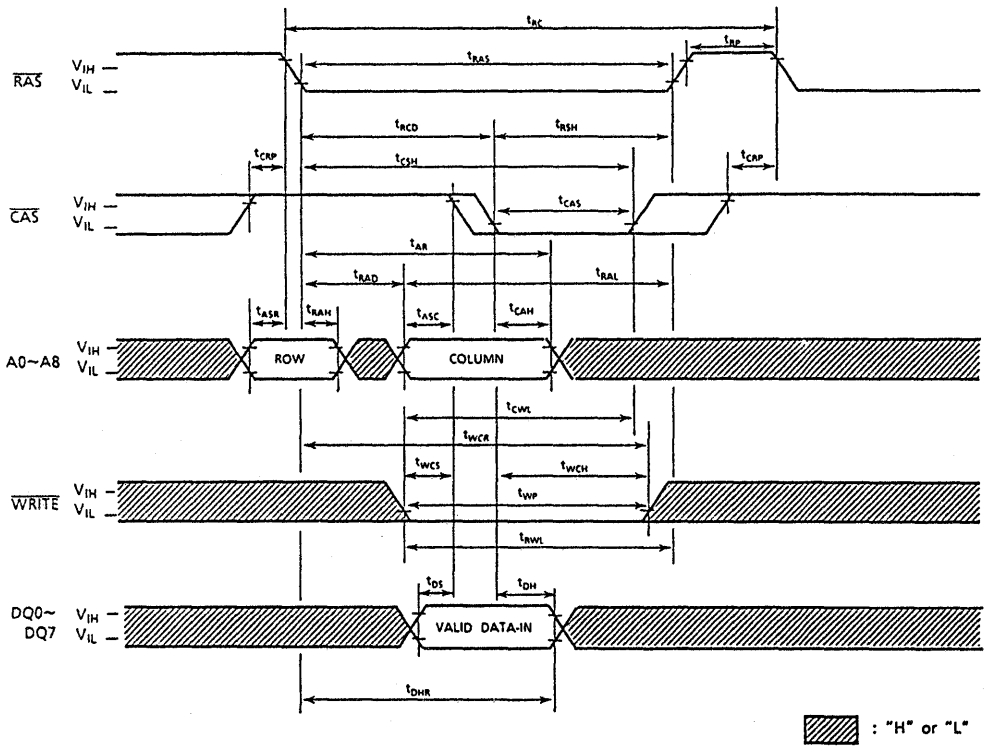 tRC
tRP
tRAS
RAS VIH
VIL
tRCD tRSH
tCRP tCSH tCRP
CAS VIH
VIL
tCAS
tAR
tRAD tRAL
tASR tRAH tASC tCAH
A0~A8 VIH
VIL
ROW COLUMN
tCWL
tWCR
tWCS tWCH
WRITE VIH
VIL
tWP
tRWL
tDS tDH
DQ0~ VIH
DQ7 VIL
VALID DATA-IN
tDHR
: "H" or "L"